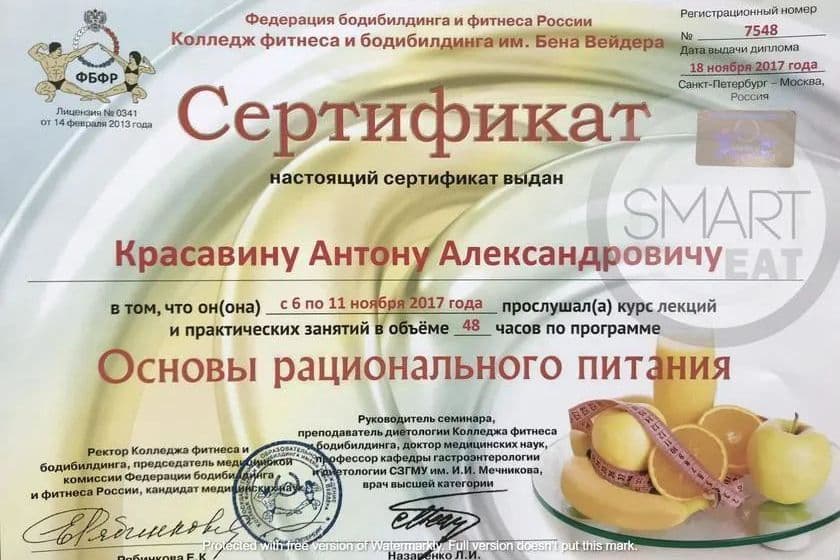 Федерация бодибилдинга и фитнеса России
Колледж фитнеса и бодибилдинга им. Бена Вейдера
Регистрационный номер
№ 7548
Дата выдачи диплома
18 ноября 2017 года
Санкт-Петербург – Москва,
Россия
ФБФР
Лицензия № 0341
от 14 февраля 2013 года
Сертификат
настоящий сертификат выдан
SMART
EAT
Красавину Антону Александровичу
в том, что он(она) с 6 по 11 ноября 2017 года прослушал(а) курс лекций
и практических занятий в объёме 48 часов по программе
Основы рационального питания
Ректор Колледжа фитнеса и
бодибилдинга, председатель медицинской
комиссии Федерации бодибилдинга
и фитнеса России, кандидат медицинских наук
Рябинкова Е.К.
Руководитель семинара,
преподаватель диетологии Колледжа фитнеса
и бодибилдинга, доктор медицинских наук,
профессор кафедры гастроэнтерологии
и диетологии СЗГМУ им. И.И. Мечникова,
врач высшей категории
Назаренко Л.И.
Protected with free version of Watermarkly. Full version doesn't put this mark.